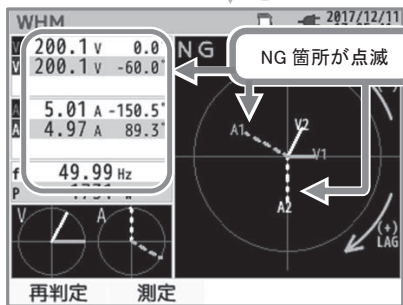 WHM 2017/12/11
V 200.1 V 0.0
V 200.1 V -60.0°
A 5.01 A -150.5°
A 4.97 A 89.3°
f 49.99 Hz
P
NG
NG 箇所が点滅
A1
V2
V1
A2
(+)
LAG
V
A
再判定 測定